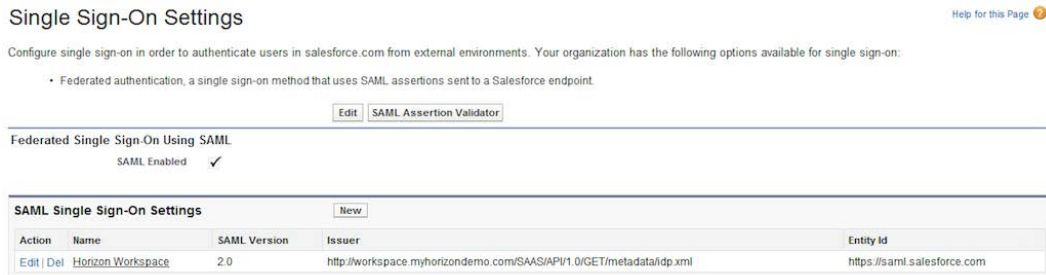 Single Sign-On Settings
Help for this Page
Configure single sign-on in order to authenticate users in salesforce.com from external environments. Your organization has the following options available for single sign-on:
• Federated authentication, a single sign-on method that uses SAML assertions sent to a Salesforce endpoint.
Edit SAML Assertion Validator
Federated Single Sign-On Using SAML
SAML Enabled ✓
SAML Single Sign-On Settings New
Action Name SAML Version Issuer Entity Id
Edit | Del Horizon Workspace 2.0 http://workspace.myhorizondemo.com/SAAS/API/1.0/GET/metadata/idp.xml https://saml.salesforce.com